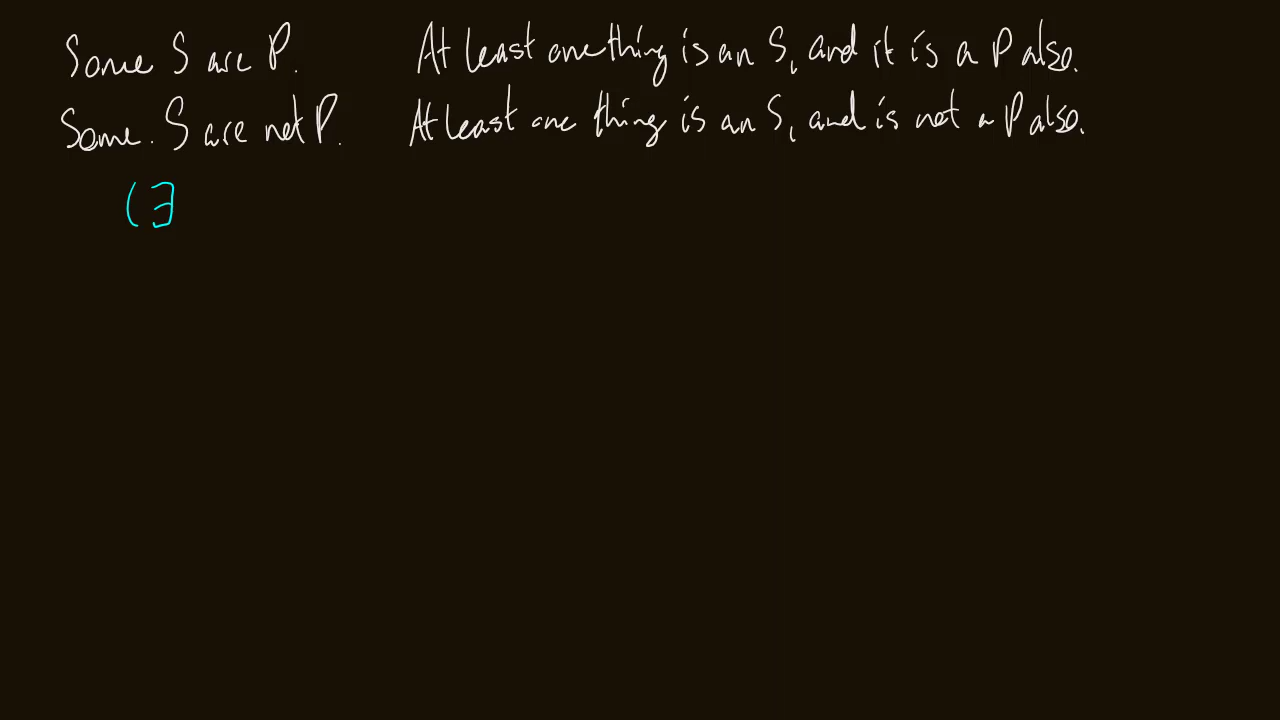 Some S are P. At least one thing is an S, and it is a P also.
Some. S are not P. At least one thing is an S, and is not a P also.
(∃